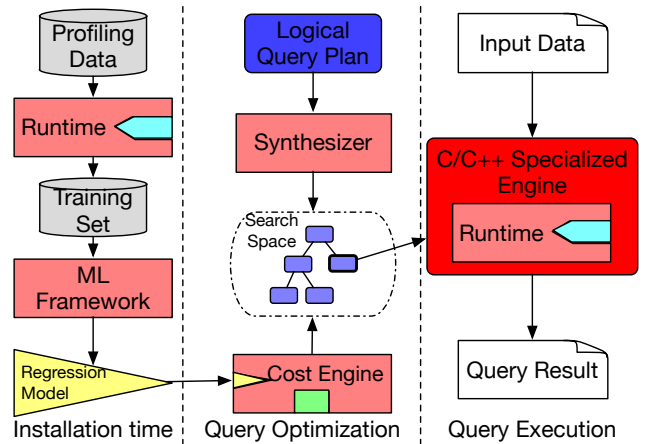 Profiling
Data
Runtime
Training
Set
ML
Framework
Regression
Model
Installation time
Logical
Query Plan
Synthesizer
Search
Space
Cost Engine
Query Optimization
Input Data
C/C++ Specialized
Engine
Runtime
Query Result
Query Execution